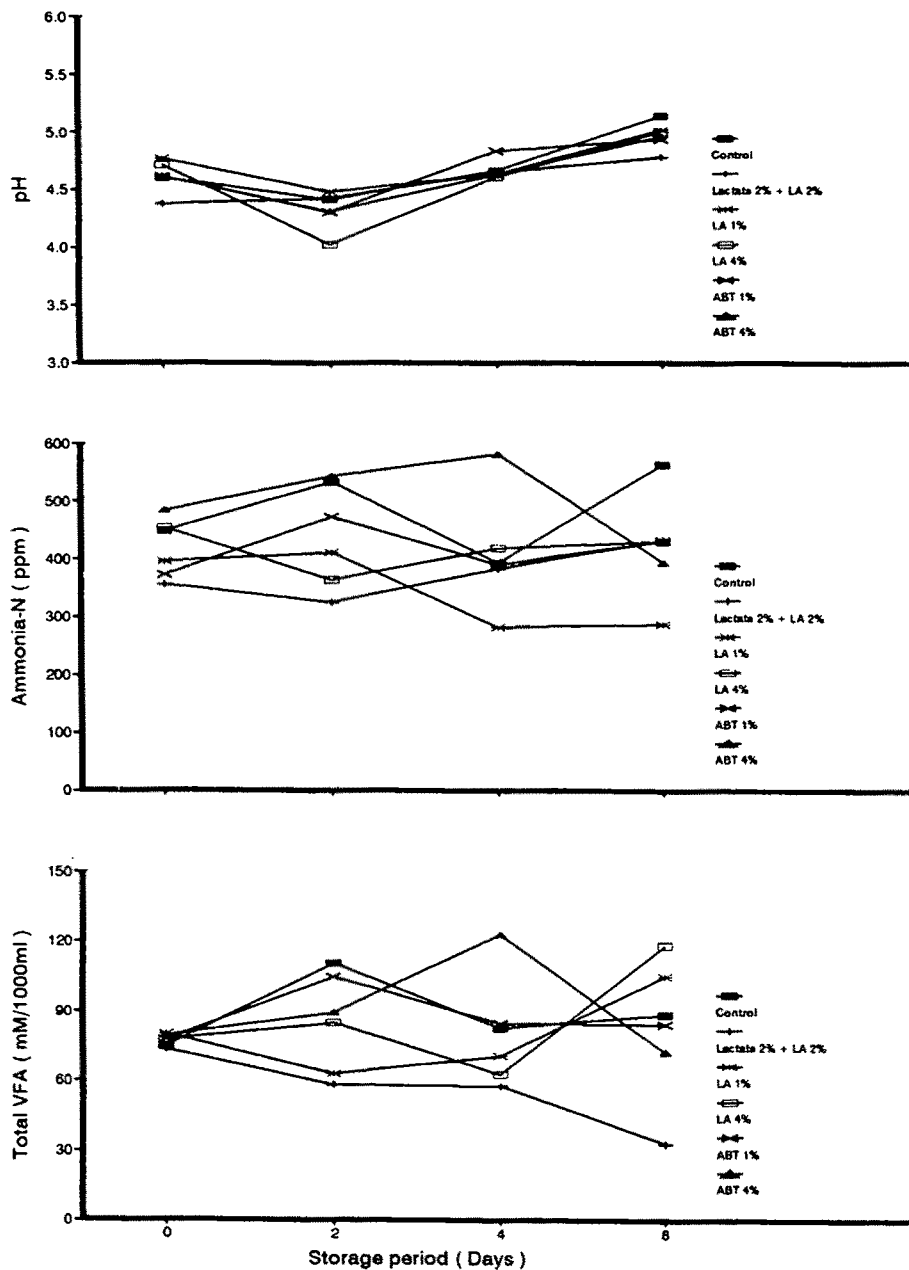 6.0
5.5
5.0
4.5
4.0
3.5
3.0
pH
Control
Lactate 2% + LA 2%
LA 1%
LA 4%
ABT 1%
ABT 4%
600
500
400
300
200
100
0
Ammonia-N ( ppm )
Control
Lactate 2% + LA 2%
LA 1%
LA 4%
ABT 1%
ABT 4%
150
120
90
60
30
0
Total VFA ( mM/1000ml )
Control
Lactate 2% + LA 2%
LA 1%
LA 4%
ABT 1%
ABT 4%
0 2 4 8
Storage period ( Days )